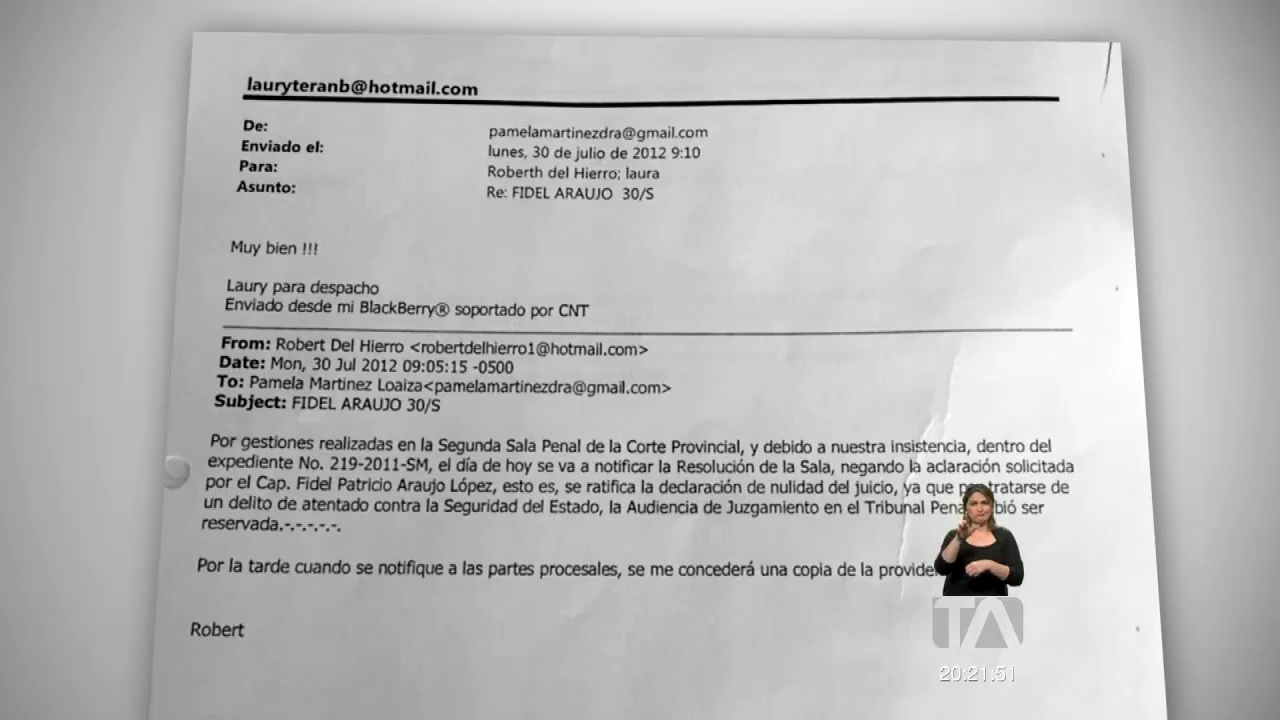 lauryteranb@hotmail.com
De: pamelamartinezdra@gmail.com
Enviado el: lunes, 30 de julio de 2012 9:10
Para: Roberth del Hierro; laura
Asunto: Re: FIDEL ARAUJO 30/S
Muy bien !!!
Laury para despacho
Enviado desde mi BlackBerry® soportado por CNT
From: Robert Del Hierro <robertdelhierro1@hotmail.com>
Date: Mon, 30 Jul 2012 09:05:15 -0500
To: Pamela Martinez Loaiza<pamelamartinezdra@gmail.com>
Subject: FIDEL ARAUJO 30/S
Por gestiones realizadas en la Segunda Sala Penal de la Corte Provincial, y debido a nuestra insistencia, dentro del
expediente No. 219-2011-SM, el día de hoy se va a notificar la Resolución de la Sala, negando la aclaración solicitada
por el Cap. Fidel Patricio Araujo López, esto es, se ratifica la declaración de nulidad del juicio, ya que tratarse de
un delito de atentado contra la Seguridad del Estado, la Audiencia de Juzgamiento en el Tribunal ser
reservada.-.-.-.-.-.
Por la tarde cuando se notifique a las partes procesales, se me concederá una copia de la
Robert
TA
20:21:51